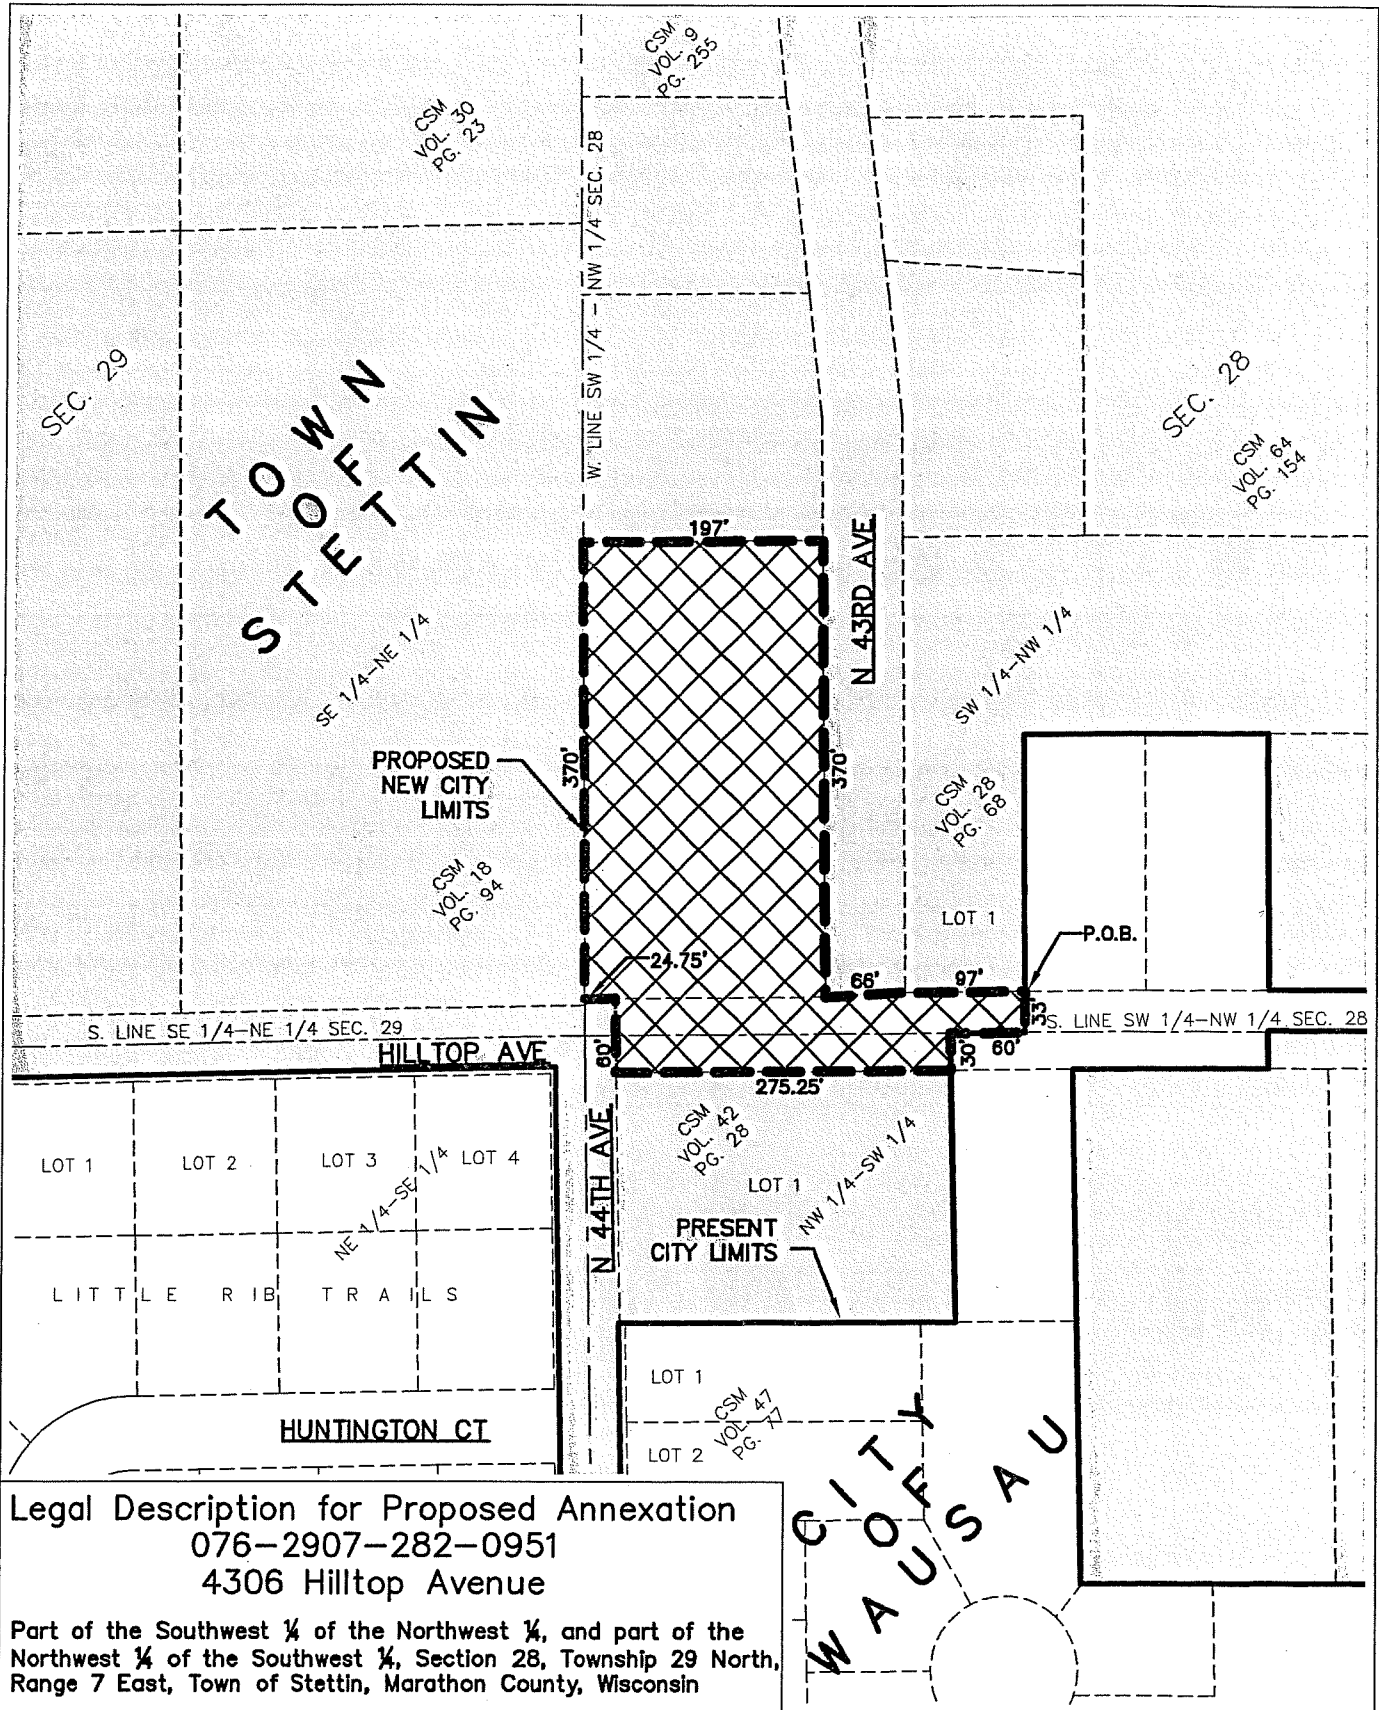 CSM
VOL. 9
PG. 255
CSM
VOL. 30
PG. 23
W. LINE SW 1/4 - NW 1/4 SEC. 28
SEC. 29
TOWN
OF
STETTIN
SEC. 28
CSM
VOL. 64
PG. 154
197'
N 43RD AVE
SE 1/4-NE 1/4
SW 1/4-NW 1/4
PROPOSED
NEW CITY
LIMITS
370'
370'
CSM
VOL. 28
PG. 68
CSM
VOL. 18
PG. 94
LOT 1
P.O.B.
24.75'
66'
97'
33'
S. LINE SE 1/4-NE 1/4 SEC. 29
S. LINE SW 1/4-NW 1/4 SEC. 28
HILLTOP AVE
60'
30'
60'
275.25'
N 44TH AVE
CSM
VOL. 42
PG. 28
LOT 1
LOT 2
LOT 3
LOT 4
NE 1/4-SE 1/4
LOT 1
NW 1/4-SW 1/4
PRESENT
CITY LIMITS
LITTLE RIB TRAILS
LOT 1
CSM
VOL. 47
PG. 77
LOT 2
HUNTINGTON CT
CITY
OF
WAUSAU
Legal Description for Proposed Annexation
076-2907-282-0951
4306 Hilltop Avenue
Part of the Southwest ¼ of the Northwest ¼, and part of the
Northwest ¼ of the Southwest ¼, Section 28, Township 29 North,
Range 7 East, Town of Stettin, Marathon County, Wisconsin